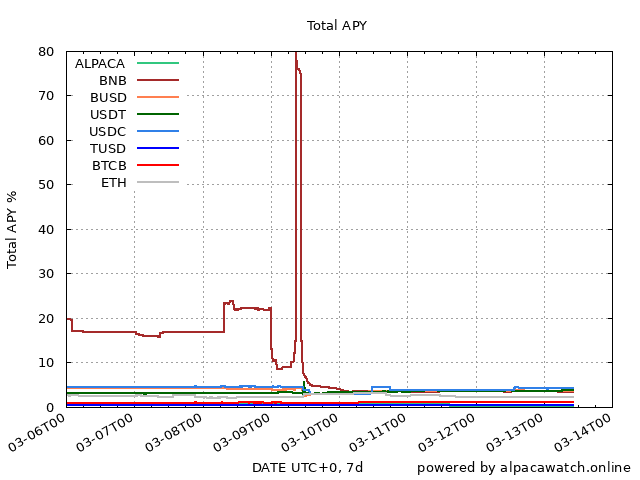 Total APY
Total APY %
80
70
60
50
40
30
20
10
0
ALPACA
BNB
BUSD
USDT
USDC
TUSD
BTCB
ETH
03-06T00
03-07T00
03-08T00
03-09T00
03-10T00
03-11T00
03-12T00
03-13T00
03-14T00
DATE UTC+0, 7d
powered by alpacawatch.online